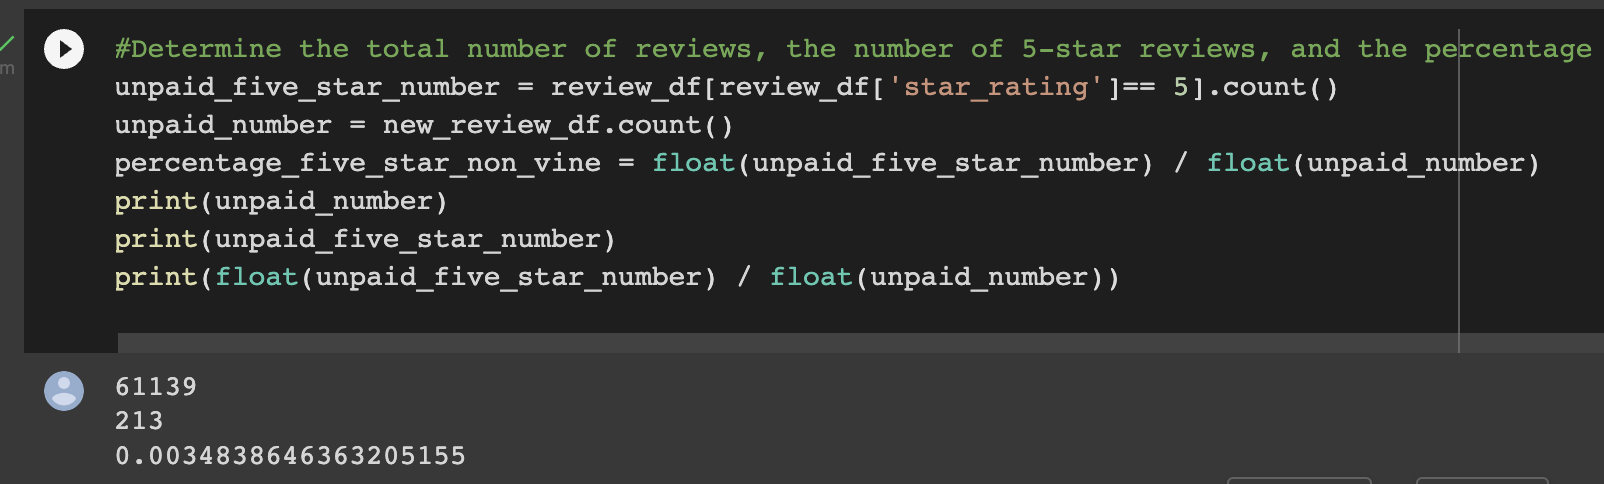 #Determine the total number of reviews, the number of 5-star reviews, and the percentage
unpaid_five_star_number = review_df[review_df['star_rating']== 5].count()
unpaid_number = new_review_df.count()
percentage_five_star_non_vine = float(unpaid_five_star_number) / float(unpaid_number)
print(unpaid_number)
print(unpaid_five_star_number)
print(float(unpaid_five_star_number) / float(unpaid_number))
m
61139
213
0.0034838646363205155